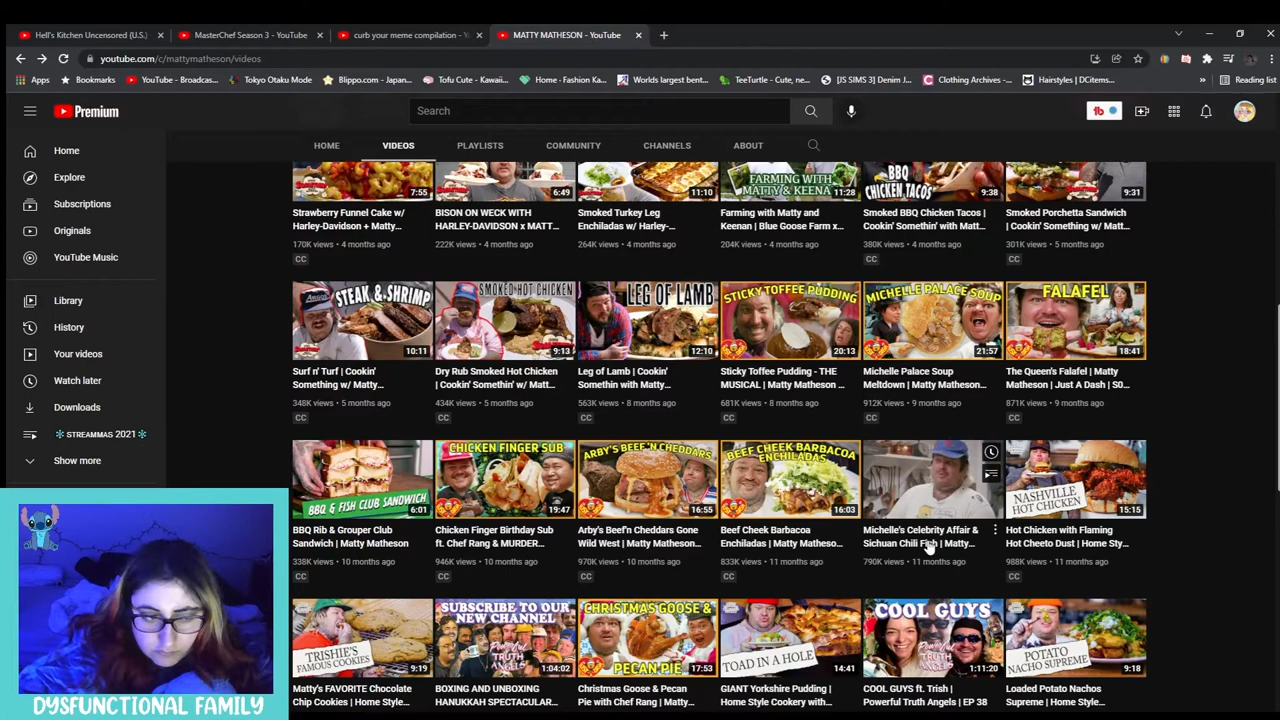 Hell's Kitchen Uncensored (U.S.)
MasterChef Season 3 - YouTube
curb your meme compilation - Y
MATTY MATHESON - YouTube
youtube.com/c/mattymatheson/videos
Apps
Bookmarks
YouTube - Broadcas...
Tokyo Otaku Mode
Blippo.com - Japan...
Tofu Cute - Kawaii...
Home · Fashion Ka...
Worlds largest bent...
TeeTurtle - Cute, ne...
[JS SIMS 3] Denim J...
Clothing Archives -...
Hairstyles | DCitems...
Reading list
Premium
Search
HOME
VIDEOS
PLAYLISTS
COMMUNITY
CHANNELS
ABOUT
Home
Explore
Subscriptions
Originals
YouTube Music
Library
History
Your videos
Watch later
Downloads
STREAMMAS 2021
Show more
7:55
6:49
11:10
FARMING WITH
MATTY & KEENA
11:28
BBQ
CHICKEN TACOS
9:38
9:31
Strawberry Funnel Cake w/
Harley-Davidson + Matty...
170K views • 4 months ago
CC
BISON ON WECK WITH
HARLEY-DAVIDSON x MATT...
222K views • 4 months ago
Smoked Turkey Leg
Enchiladas w/ Harley-...
264K views • 4 months ago
Farming with Matty and
Keenan | Blue Goose Farm x...
204K views • 4 months ago
Smoked BBQ Chicken Tacos |
Cookin' Somethin' with Matt...
380K views • 4 months ago
CC
Smoked Porchetta Sandwich
| Cookin' Something w/ Matt...
301K views • 5 months ago
CC
STEAK & SHRIMP
10:11
SMOKED HOT CHICKEN
9:13
LEG OF LAMB
12:10
STICKY TOFFEE PUDDING
20:13
MICHELLE PALACE SOUP
21:57
FALAFEL
18:41
Surf n' Turf | Cookin'
Something w/ Matty...
348K views • 5 months ago
CC
Dry Rub Smoked Hot Chicken
| Cookin' Somethin' w/ Matt...
434K views • 5 months ago
CC
Leg of Lamb | Cookin'
Somethin with Matty...
563K views • 8 months ago
CC
Sticky Toffee Pudding - THE
MUSICAL | Matty Matheson ...
681K views • 8 months ago
CC
Michelle Palace Soup
Meltdown | Matty Matheson...
912K views • 9 months ago
CC
The Queen's Falafel | Matty
Matheson | Just A Dash | S0...
871K views • 9 months ago
CC
BBQ & FISH CLUB SANDWICH
6:01
CHICKEN FINGER SUB
19:47
ARBY'S BEEF'N CHEDDARS
16:55
BEEF CHEEK BARBACOA
ENCHILADAS
16:03
NASHVILLE
HOT CHICKEN
15:15
BBQ Rib & Grouper Club
Sandwich | Matty Matheson
338K views • 10 months ago
Chicken Finger Birthday Sub
ft. Chef Rang & MURDER...
946K views • 10 months ago
CC
Arby's Beef'n Cheddars Gone
Wild West | Matty Matheson...
970K views • 10 months ago
CC
Beef Cheek Barbacoa
Enchiladas | Matty Matheso...
833K views • 11 months ago
CC
Michelle's Celebrity Affair &
Sichuan Chili Fish | Matty...
790K views • 11 months ago
Hot Chicken with Flaming
Hot Cheeto Dust | Home Sty...
988K views • 11 months ago
CC
TRISHIE'S
FAMOUS COOKIES
9:19
SUBSCRIBE TO OUR
NEW CHANNEL
Powerful
TRUTH
ANGELS
1:04:02
CHRISTMAS GOOSE &
PECAN PIE
17:53
TOAD IN A HOLE
14:41
COOL GUYS
Powerful
TRUTH
ANGELS
1:11:20
POTATO
NACHO SUPREME
9:18
Matty's FAVORITE Chocolate
Chip Cookies | Home Style...
BOXING AND UNBOXING
HANUKKAH SPECTACULAR...
Christmas Goose & Pecan
Pie with Chef Rang | Matty...
GIANT Yorkshire Pudding |
Home Style Cookery with...
COOL GUYS ft. Trish |
Powerful Truth Angels | EP 38
Loaded Potato Nachos
Supreme | Home Style...
DYSFUNCTIONAL FAMILY